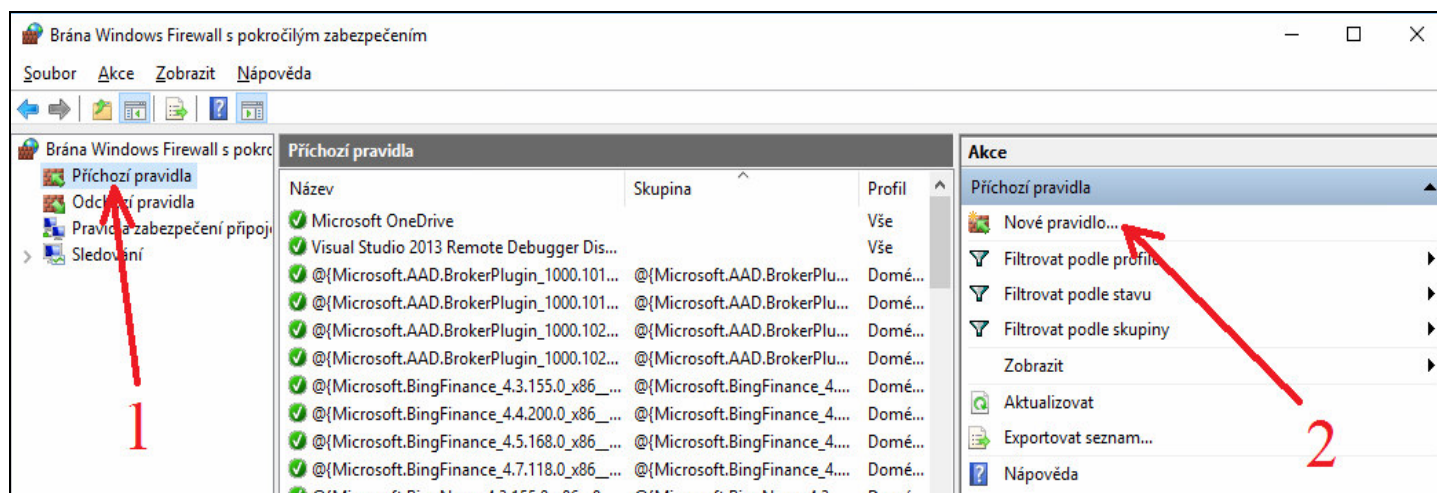 Brána Windows Firewall s pokročilým zabezpečením
Soubor Akce Zobrazit Nápověda
Brána Windows Firewall s pokrc
Příchozí pravidla
Odchozí pravidla
Pravidla zabezpečení připoj
Sledování
Příchozí pravidla
Název Skupina Profil
Microsoft OneDrive Vše
Visual Studio 2013 Remote Debugger Dis... Vše
@{Microsoft.AAD.BrokerPlugin_1000.101... @{Microsoft.AAD.BrokerPlu... Domé...
@{Microsoft.AAD.BrokerPlugin_1000.101... @{Microsoft.AAD.BrokerPlu... Domé...
@{Microsoft.AAD.BrokerPlugin_1000.102... @{Microsoft.AAD.BrokerPlu... Domé...
@{Microsoft.AAD.BrokerPlugin_1000.102... @{Microsoft.AAD.BrokerPlu... Domé...
@{Microsoft.BingFinance_4.3.155.0_x86__... @{Microsoft.BingFinance_4.... Domé...
@{Microsoft.BingFinance_4.4.200.0_x86__... @{Microsoft.BingFinance_4.... Domé...
@{Microsoft.BingFinance_4.5.168.0_x86__... @{Microsoft.BingFinance_4.... Domé...
@{Microsoft.BingFinance_4.7.118.0_x86__... @{Microsoft.BingFinance_4.... Domé...
Akce
Příchozí pravidla
Nové pravidlo...
Filtrovat podle profilu
Filtrovat podle stavu
Filtrovat podle skupiny
Zobrazit
Aktualizovat
Exportovat seznam...
Nápověda
1
2